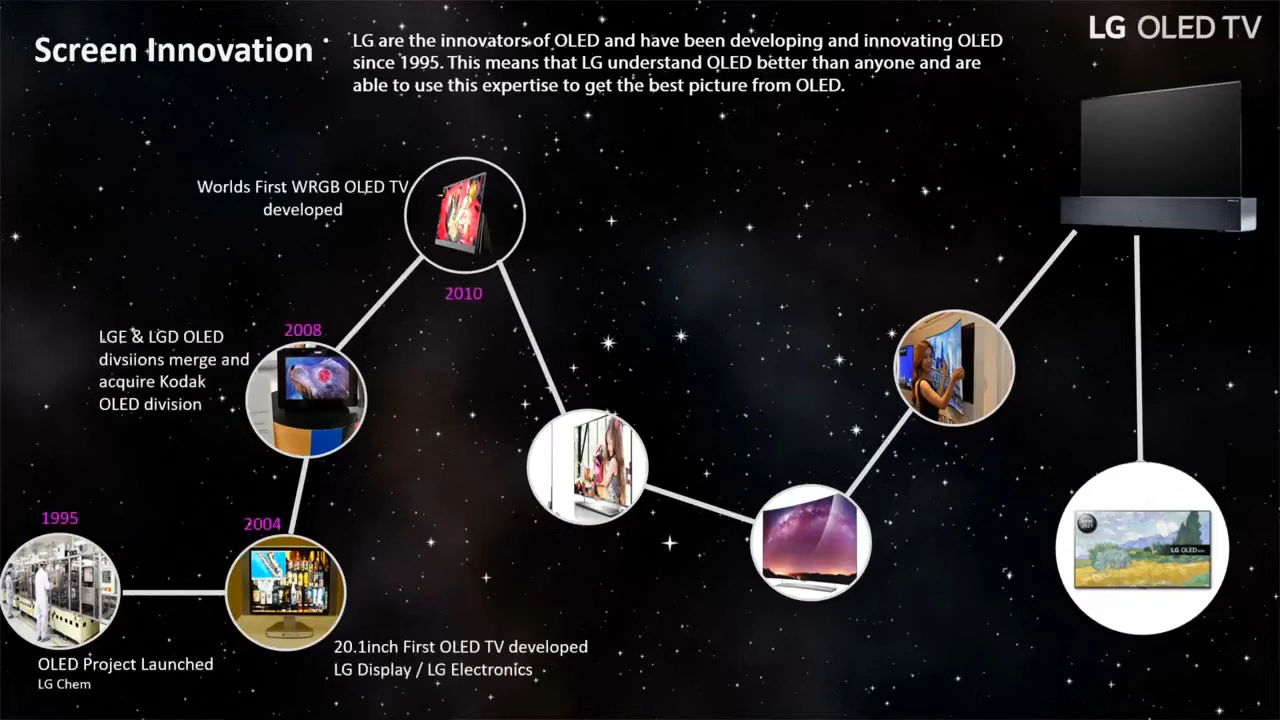 Screen Innovation
LG are the innovators of OLED and have been developing and innovating OLED
since 1995. This means that LG understand OLED better than anyone and are
able to use this expertise to get the best picture from OLED.
LG OLED TV
Worlds First WRGB OLED TV
developed
2010
2008
LGE & LGD OLED
divsiions merge and
acquire Kodak
OLED division
1995
2004
OLED Project Launched
LG Chem
20.1inch First OLED TV developed
LG Display / LG Electronics
LG OLED